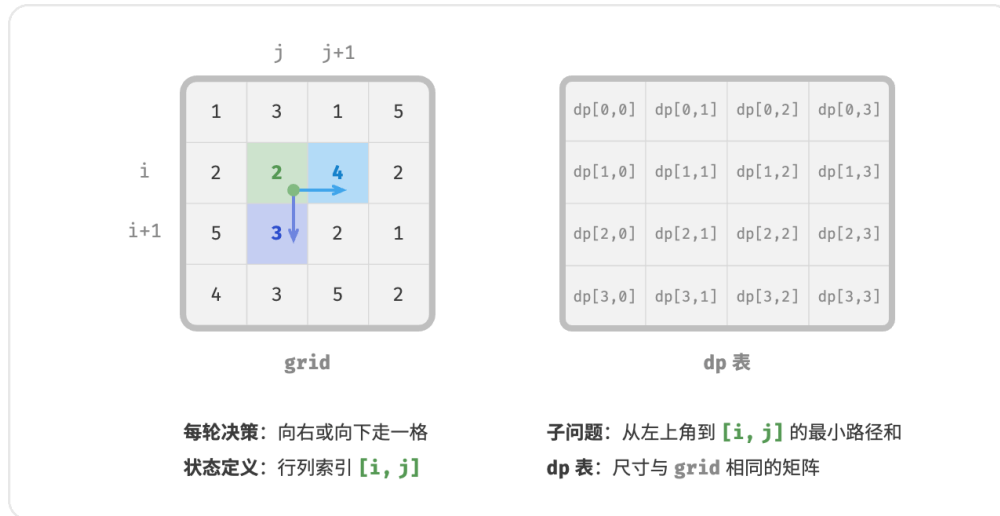 j j+1
1 3 1 5 dp[0,0] dp[0,1] dp[0,2] dp[0,3]
i 2 2 4 2 dp[1,0] dp[1,1] dp[1,2] dp[1,3]
i+1 5 3 2 1 dp[2,0] dp[2,1] dp[2,2] dp[2,3]
4 3 5 2 dp[3,0] dp[3,1] dp[3,2] dp[3,3]
grid dp 表
每轮决策：向右或向下走一格
状态定义：行列索引 [i, j]
子问题：从左上角到 [i, j] 的最小路径和
dp 表：尺寸与 grid 相同的矩阵